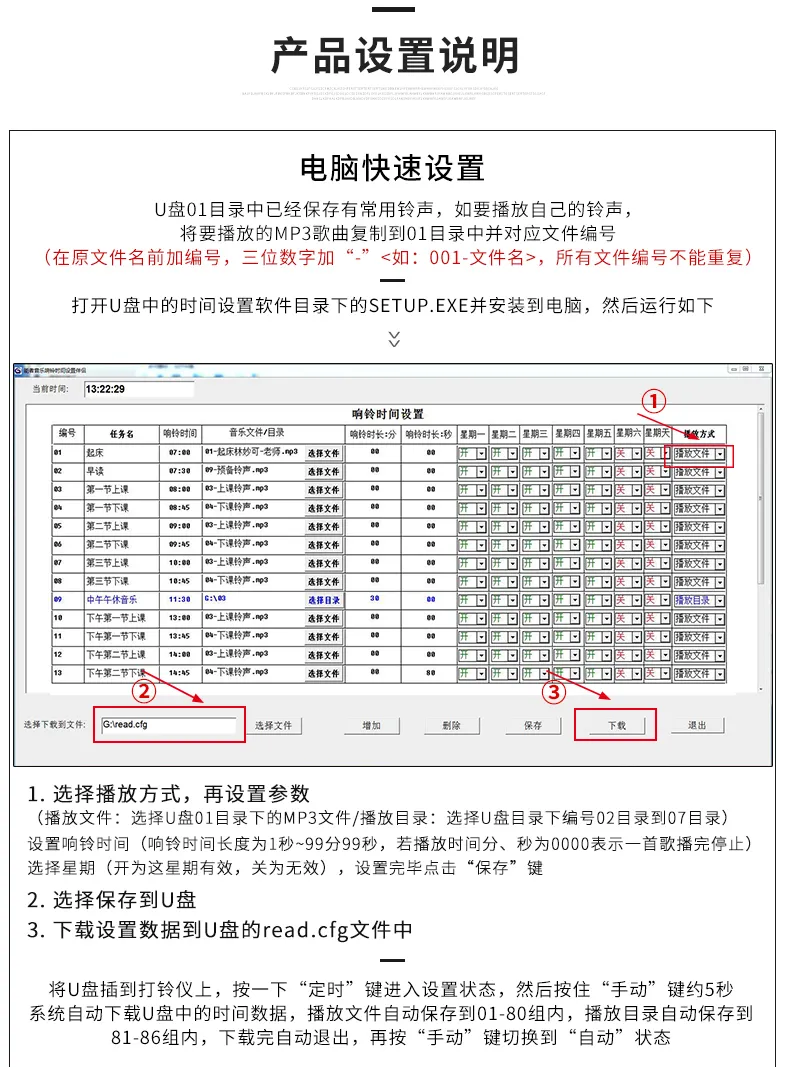 产品设置说明
电脑快速设置
U盘01目录中已经保存有常用铃声，如要播放自己的铃声，
将要播放的MP3歌曲复制到01目录中并对应文件编号
（在原文件名前加编号，三位数字加“-”<如：001-文件名>，所有文件编号不能重复）
打开U盘中的时间设置软件目录下的SETUP.EXE并安装到电脑，然后运行如下
当前时间: 13:22:29
①
响铃时间设置
编号 任务名 响铃时间 音乐文件/目录 响铃时长:分 响铃时长:秒 星期一 星期二 星期三 星期四 星期五 星期六 星期天 播放方式
01 起床 07:00 01-起床林妙可-老师.mp3 选择文件 00 00 开 开 开 开 开 关 关 播放文件
02 早读 07:30 09-预备铃声.mp3 选择文件 00 00 开 开 开 开 开 关 关 播放文件
03 第一节上课 08:00 03-上课铃声.mp3 选择文件 00 00 开 开 开 开 开 关 关 播放文件
04 第一节下课 08:45 04-下课铃声.mp3 选择文件 00 00 开 开 开 开 开 关 关 播放文件
05 第二节上课 09:00 03-上课铃声.mp3 选择文件 00 00 开 开 开 开 开 关 关 播放文件
06 第二节下课 09:45 04-下课铃声.mp3 选择文件 00 00 开 开 开 开 开 关 关 播放文件
07 第三节上课 10:00 03-上课铃声.mp3 选择文件 00 00 开 开 开 开 开 关 关 播放文件
08 第三节下课 10:45 04-下课铃声.mp3 选择文件 00 00 开 开 开 开 开 关 关 播放文件
09 中午午休音乐 11:30 G:\03 选择目录 30 00 开 开 开 开 开 关 关 播放目录
10 下午第一节上课 13:00 03-上课铃声.mp3 选择文件 00 00 开 开 开 开 开 关 关 播放文件
11 下午第一节下课 13:45 04-下课铃声.mp3 选择文件 00 00 开 开 开 开 开 关 关 播放文件
12 下午第二节上课 14:00 03-上课铃声.mp3 选择文件 00 00 开 开 开 开 开 关 关 播放文件
13 下午第二节下课 14:45 04-下课铃声.mp3 选择文件 00 80 开 开 开 开 开 关 关 播放文件
② ③
选择下载到文件: G:\read.cfg 选择文件 增加 删除 保存 下载 退出
1. 选择播放方式，再设置参数
（播放文件：选择U盘01目录下的MP3文件/播放目录：选择U盘目录下编号02目录到07目录）
设置响铃时间（响铃时间长度为1秒~99分99秒，若播放时间分、秒为0000表示一首歌播完停止）
选择星期（开为这星期有效，关为无效），设置完毕点击“保存”键
2. 选择保存到U盘
3. 下载设置数据到U盘的read.cfg文件中
将U盘插到打铃仪上，按一下“定时”键进入设置状态，然后按住“手动”键约5秒
系统自动下载U盘中的时间数据，播放文件自动保存到01-80组内，播放目录自动保存到
81-86组内，下载完自动退出，再按“手动”键切换到“自动”状态